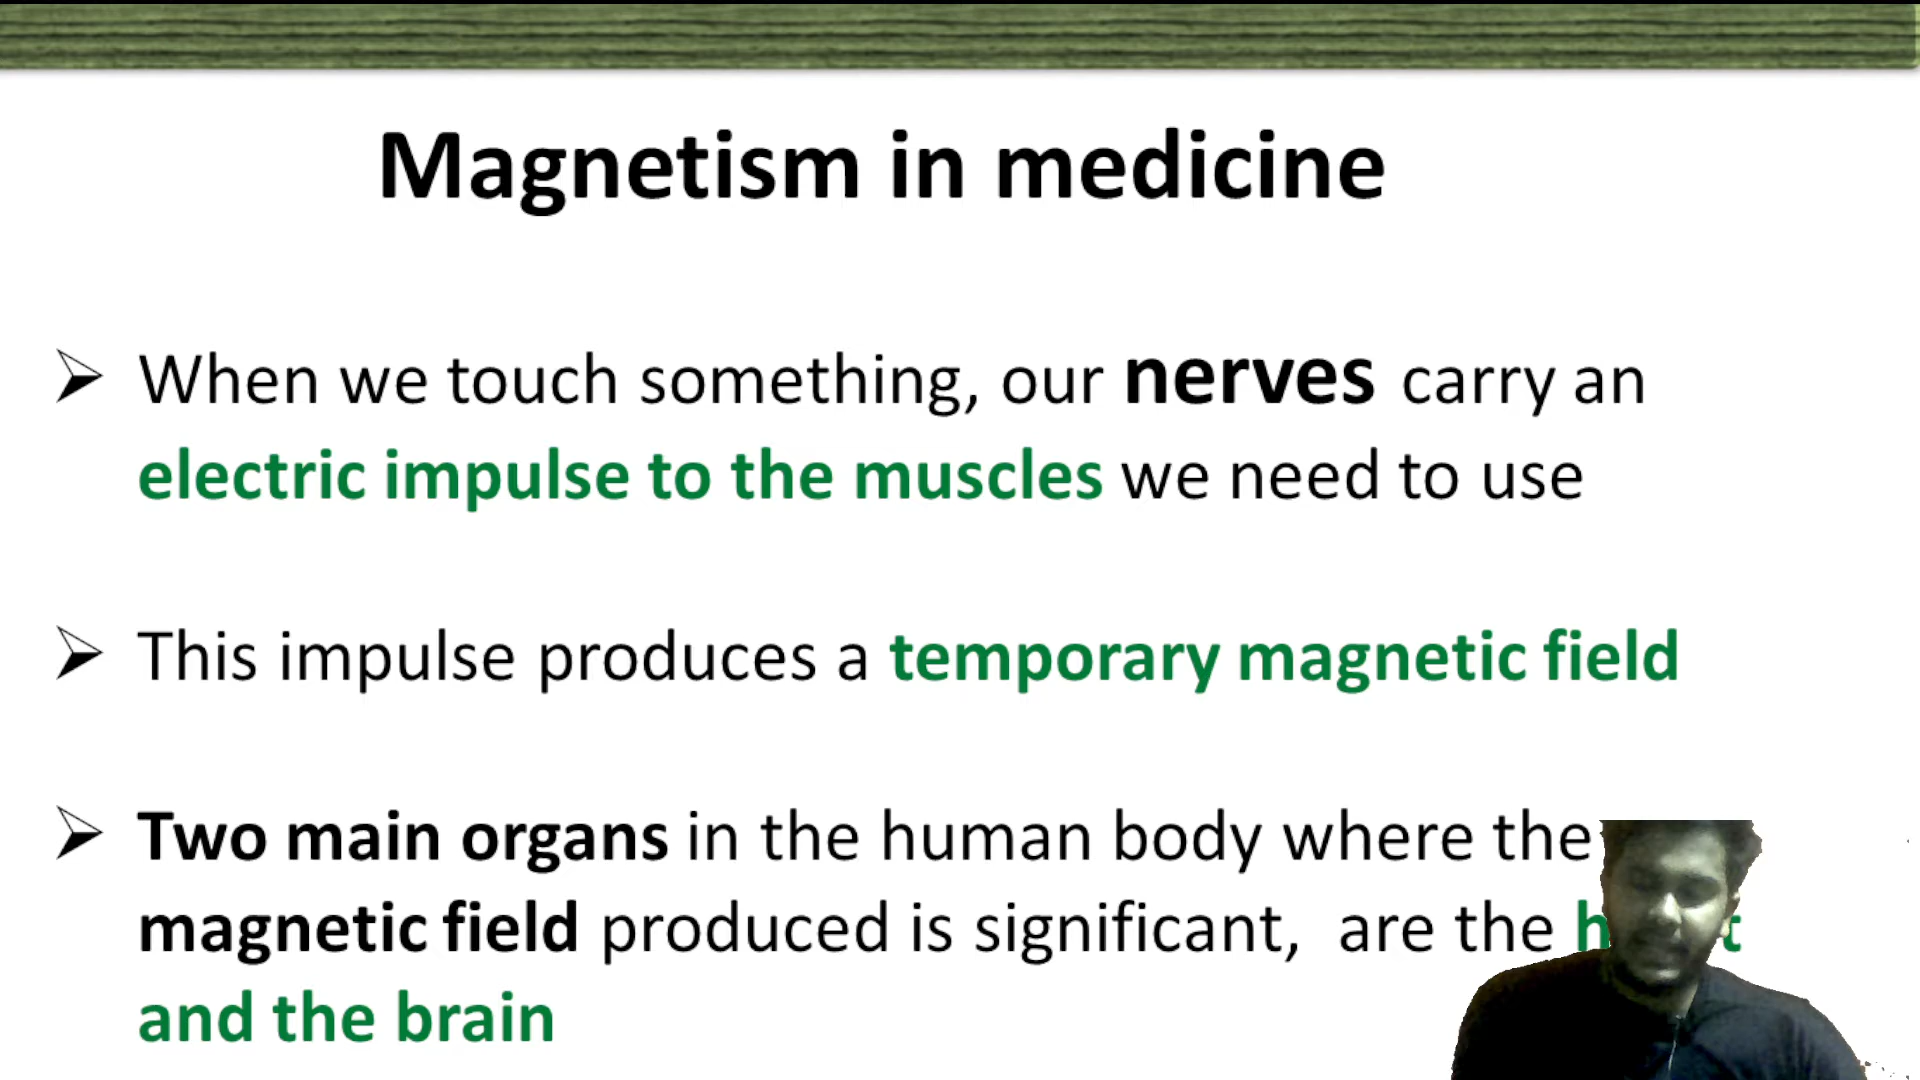 Magnetism in medicine
➢ When we touch something, our nerves carry an
electric impulse to the muscles we need to use
➢ This impulse produces a temporary magnetic field
➢ Two main organs in the human body where the
magnetic field produced is significant, are the
and the brain